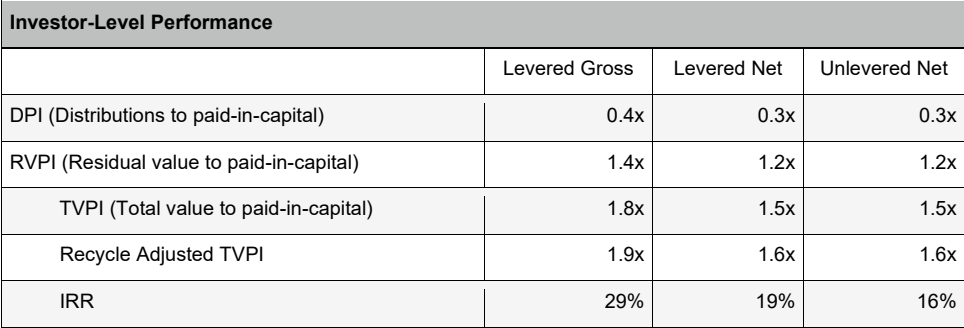 Investor-Level Performance
Levered Gross Levered Net Unlevered Net
DPI (Distributions to paid-in-capital) 0.4x 0.3x 0.3x
RVPI (Residual value to paid-in-capital) 1.4x 1.2x 1.2x
TVPI (Total value to paid-in-capital) 1.8x 1.5x 1.5x
Recycle Adjusted TVPI 1.9x 1.6x 1.6x
IRR 29% 19% 16%